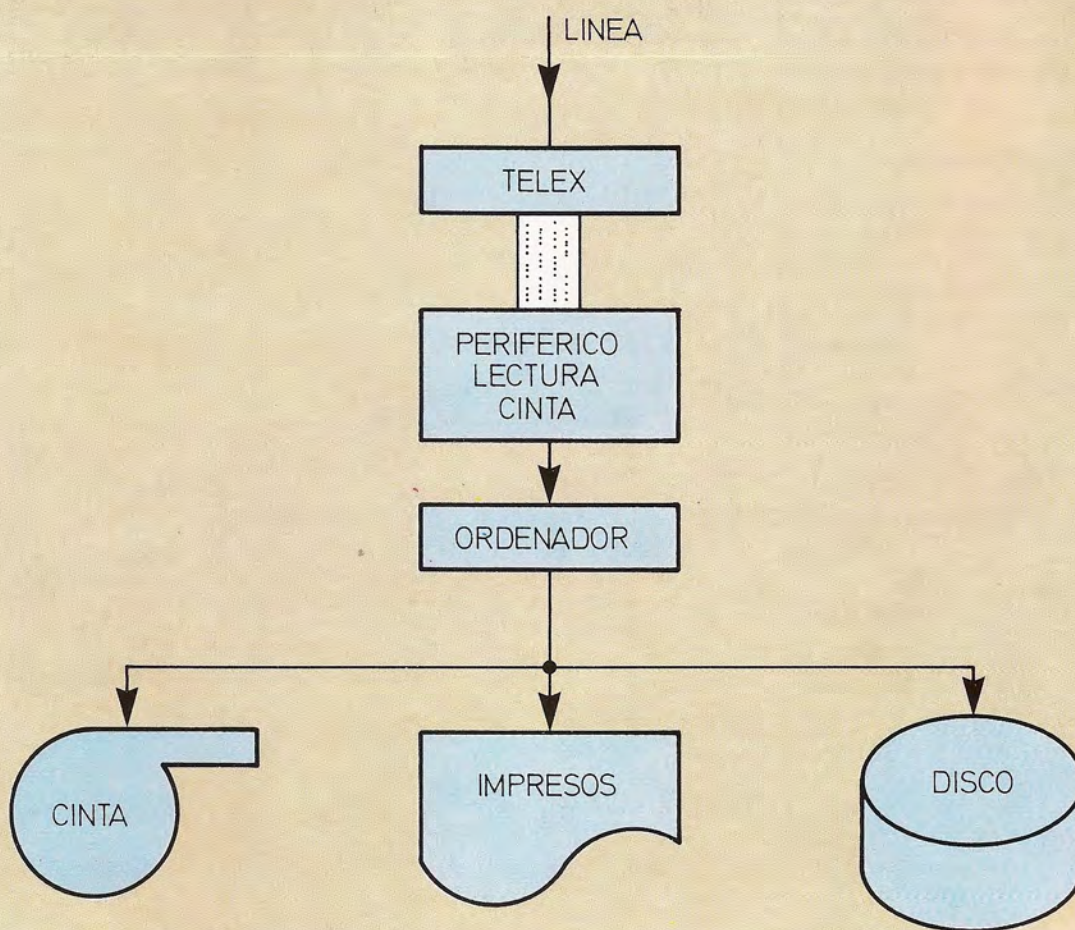 LINEA
TELEX
PERIFERICO
LECTURA
CINTA
ORDENADOR
CINTA
IMPRESOS
DISCO